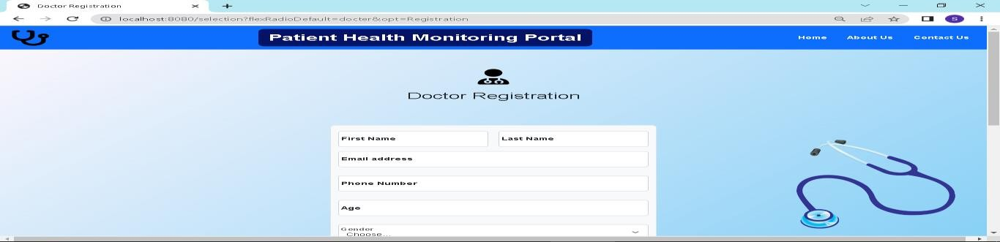 Doctor Registration
localhost:8080/selection?flexRadioDefault=docter&opt=Registration
S
Patient Health Monitoring Portal
Home About Us Contact Us
Doctor Registration
First Name Last Name
Email address
Phone Number
Age
Gender
Choose...